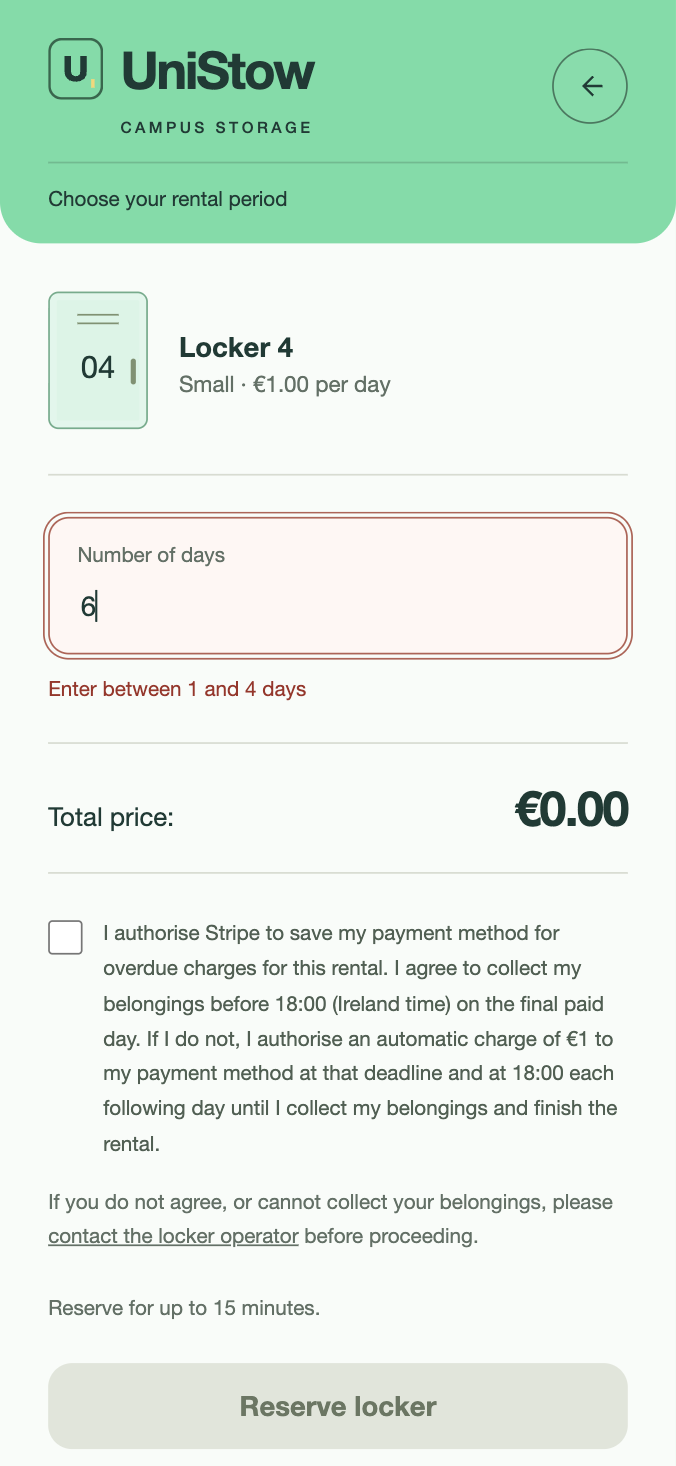 U
UniStow
CAMPUS STORAGE
Choose your rental period
04
Locker 4
Small · €1.00 per day
Number of days
6
Enter between 1 and 4 days
Total price:
€0.00
I authorise Stripe to save my payment method for
overdue charges for this rental. I agree to collect my
belongings before 18:00 (Ireland time) on the final paid
day. If I do not, I authorise an automatic charge of €1 to
my payment method at that deadline and at 18:00 each
following day until I collect my belongings and finish the
rental.
If you do not agree, or cannot collect your belongings, please
contact the locker operator before proceeding.
Reserve for up to 15 minutes.
Reserve locker